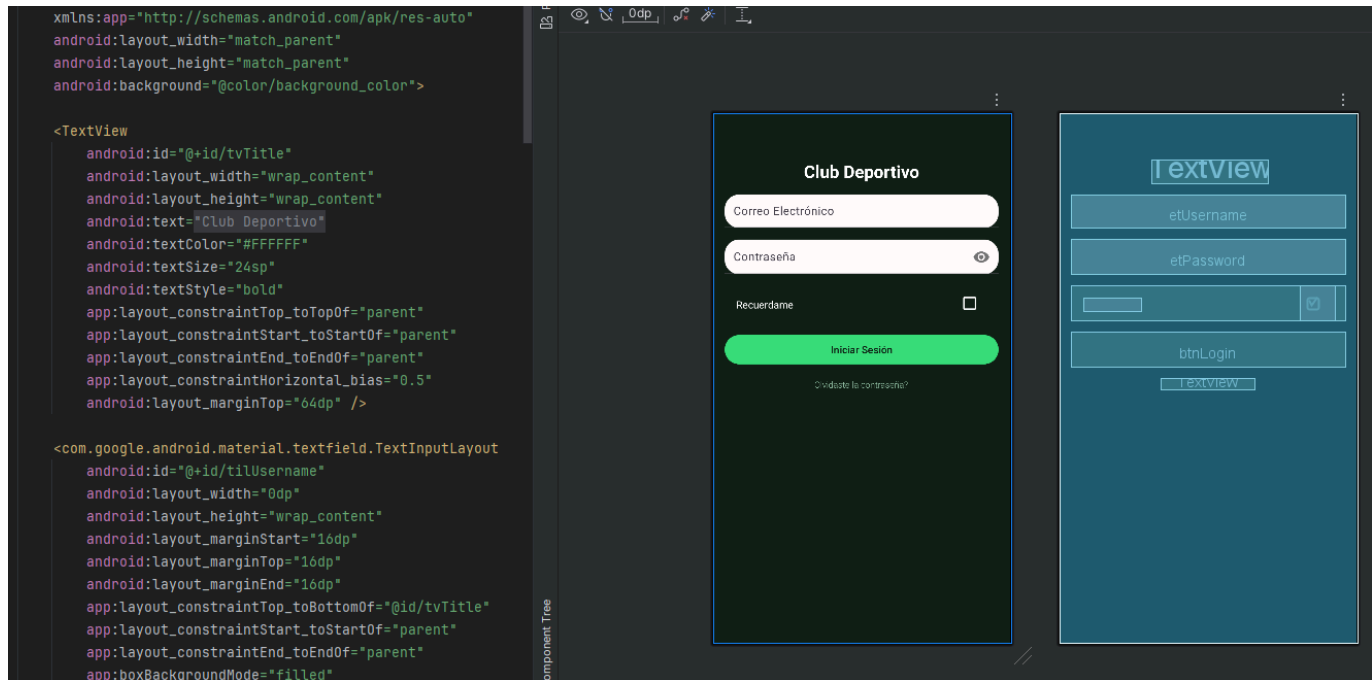 xmlns:app="http://schemas.android.com/apk/res-auto"
android:layout_width="match_parent"
android:layout_height="match_parent"
android:background="@color/background_color">
<TextView
android:id="@+id/tvTitle"
android:layout_width="wrap_content"
android:layout_height="wrap_content"
android:text="Club Deportivo"
android:textColor="#FFFFFF"
android:textSize="24sp"
android:textStyle="bold"
app:layout_constraintTop_toTopOf="parent"
app:layout_constraintStart_toStartOf="parent"
app:layout_constraintEnd_toEndOf="parent"
app:layout_constraintHorizontal_bias="0.5"
android:layout_marginTop="64dp" />
<com.google.android.material.textfield.TextInputLayout
android:id="@+id/tilUsername"
android:layout_width="0dp"
android:layout_height="wrap_content"
android:layout_marginStart="16dp"
android:layout_marginTop="16dp"
android:layout_marginEnd="16dp"
app:layout_constraintTop_toBottomOf="@id/tvTitle"
app:layout_constraintStart_toStartOf="parent"
app:layout_constraintEnd_toEndOf="parent"
app:boxBackgroundMode="filled"
0dp
Club Deportivo
Correo Electrónico
Contraseña
Recuerdame
Iniciar Sesión
Olvidaste la contraseña?
TextView
etUsername
etPassword
btnLogin
TextView